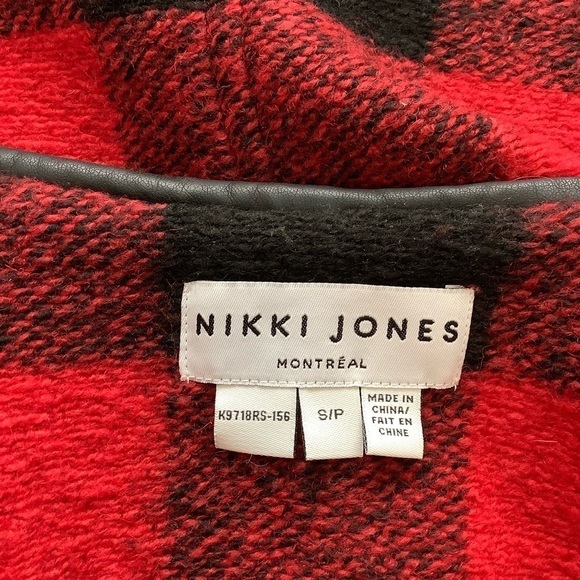 NIKKI JONES
MONTRÉAL
K9718RS-156
S/P
MADE IN
CHINA/
FAIT EN
CHINE